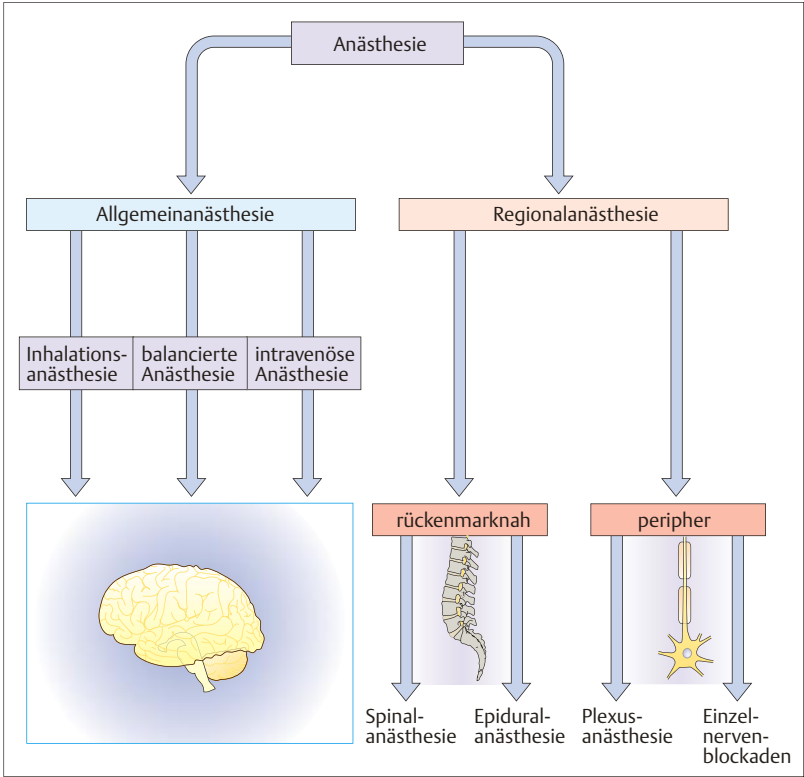 Anästhesie
Allgemeinanästhesie
Regionalanästhesie
Inhalations-
anästhesie
balancierte
Anästhesie
intravenöse
Anästhesie
rückenmarknah
peripher
Spinal-
anästhesie
Epidural-
anästhesie
Plexus-
anästhesie
Einzel-
nerven-
blockaden